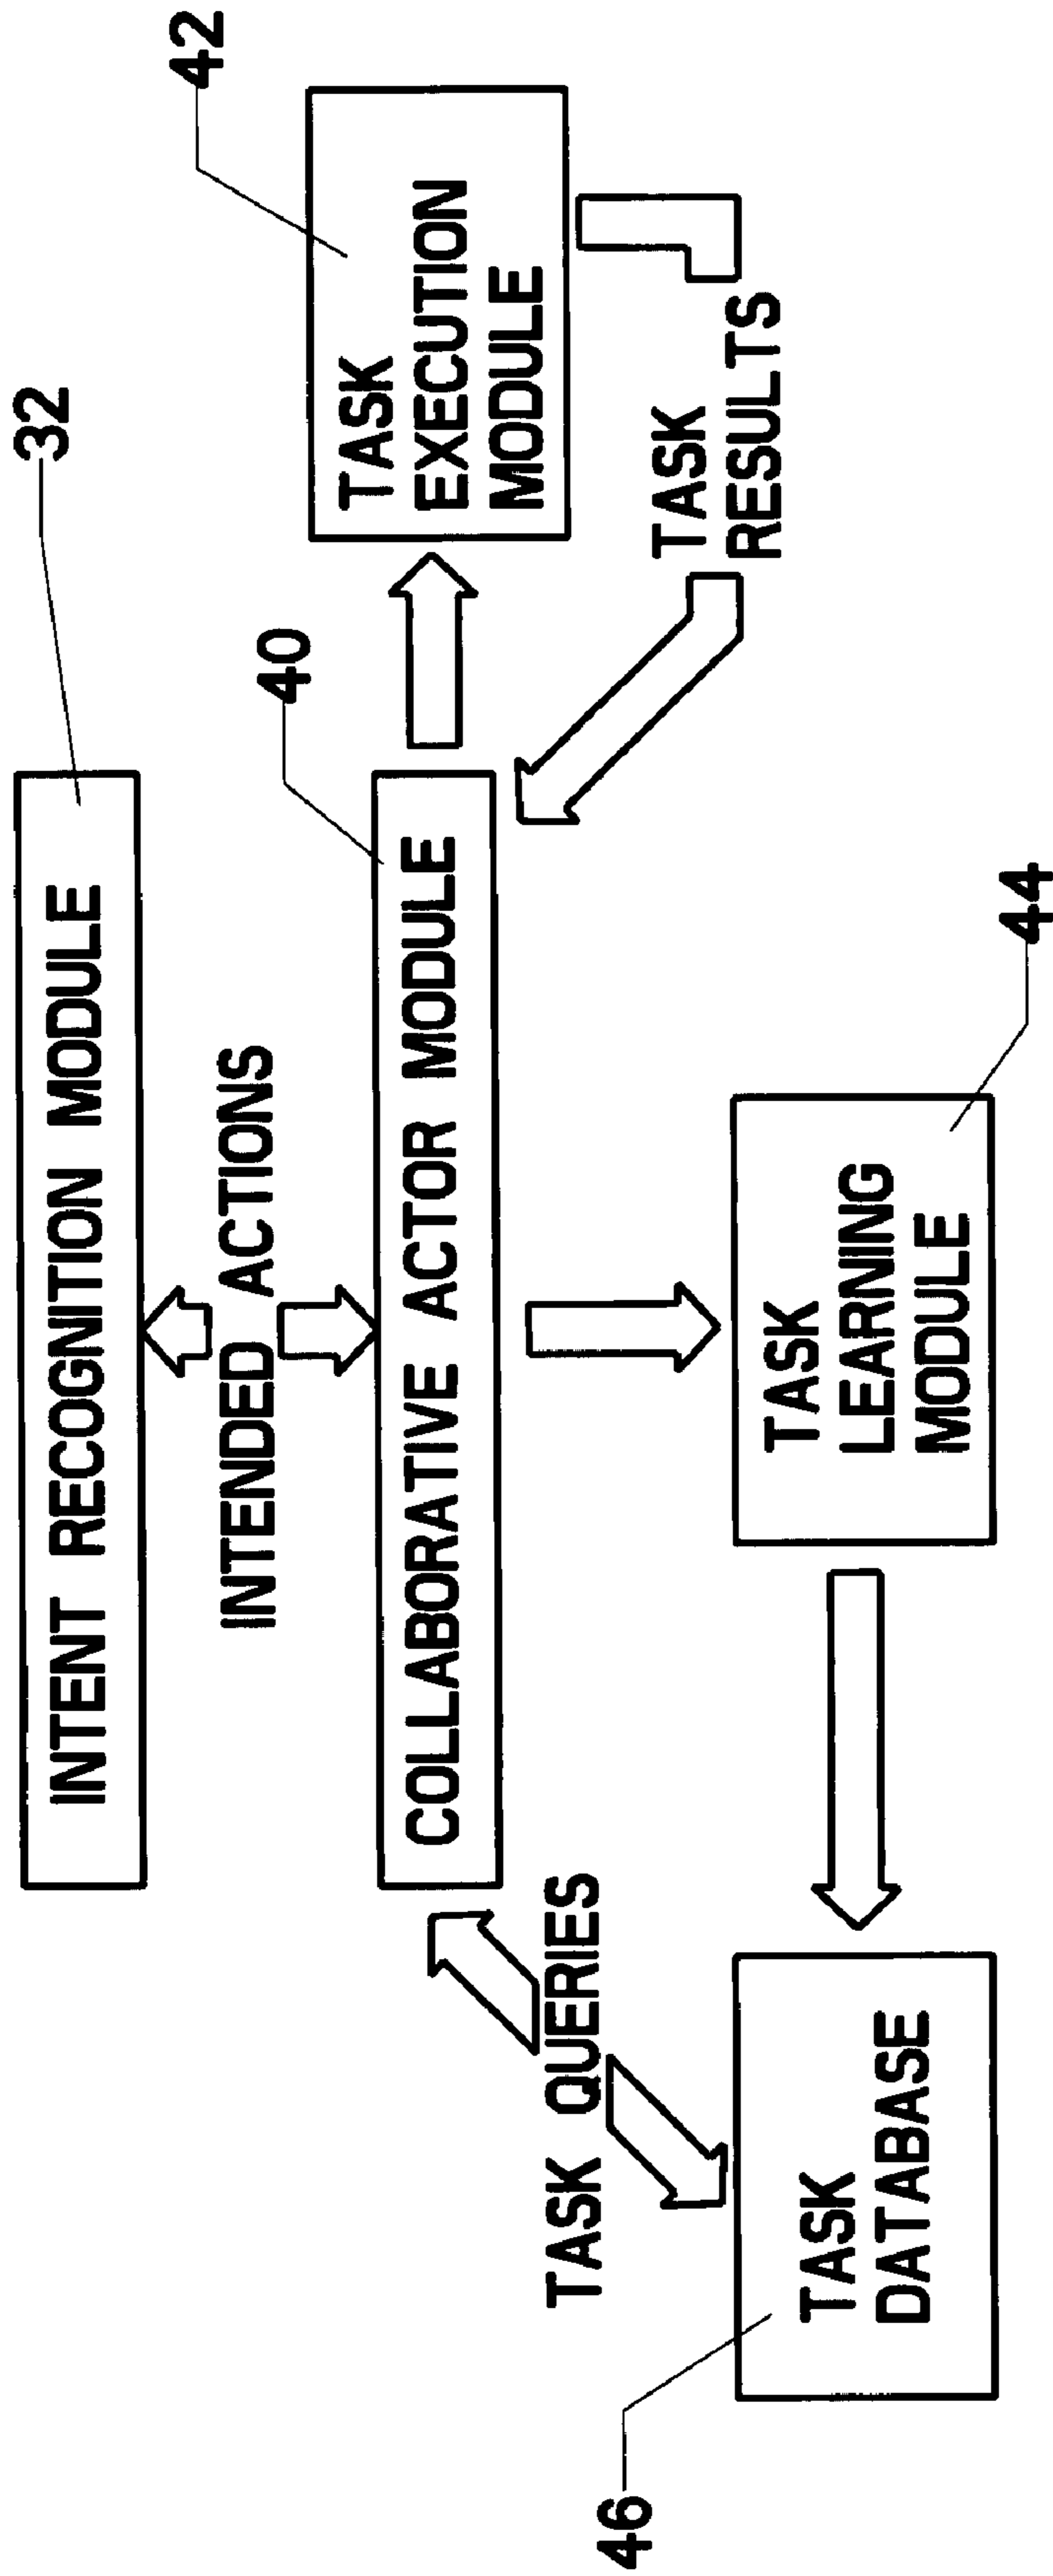 32
INTENT RECOGNITION MODULE
INTENDED ACTIONS
40
42
COLLABORATIVE ACTOR MODULE
TASK
EXECUTION
MODULE
TASK QUERIES
TASK
RESULTS
46
TASK
DATABASE
TASK
LEARNING
MODULE
44